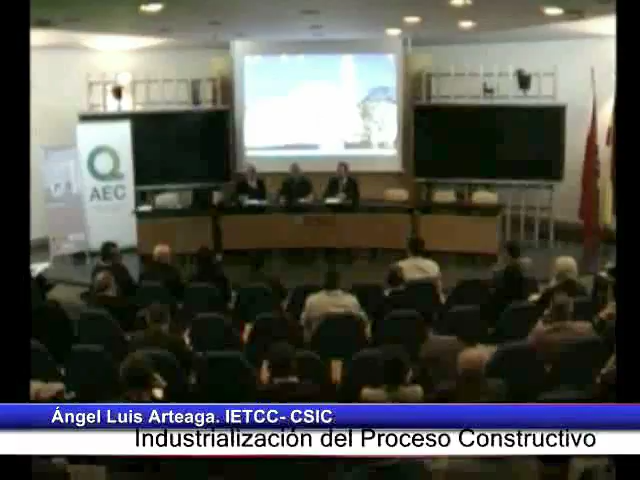 AEC
Ángel Luis Arteaga. IETCC- CSIC
Industrialización del Proceso Constructivo